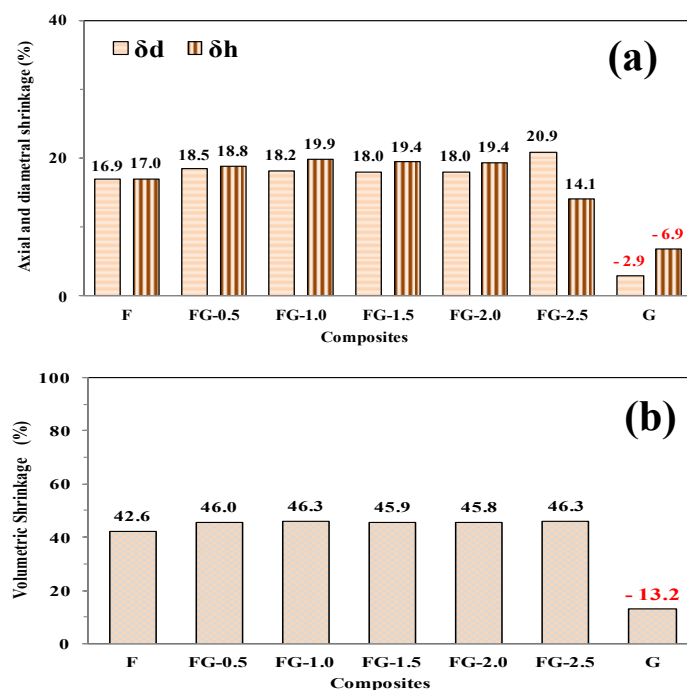 40
(a)
δd δh
20.9
19.9
18.5 18.8 18.2 18.0 19.4 18.0 19.4
20
16.9 17.0
14.1
- 6.9
- 2.9
0
F FG-0.5 FG-1.0 FG-1.5 FG-2.0 FG-2.5 G
Composites
Axial and diametral shrinkage (%)
100
(b)
80
60
46.0 46.3 45.9 45.8 46.3
42.6
40
20
- 13.2
0
F FG-0.5 FG-1.0 FG-1.5 FG-2.0 FG-2.5 G
Composites
Volumetric Shrinkage (%)